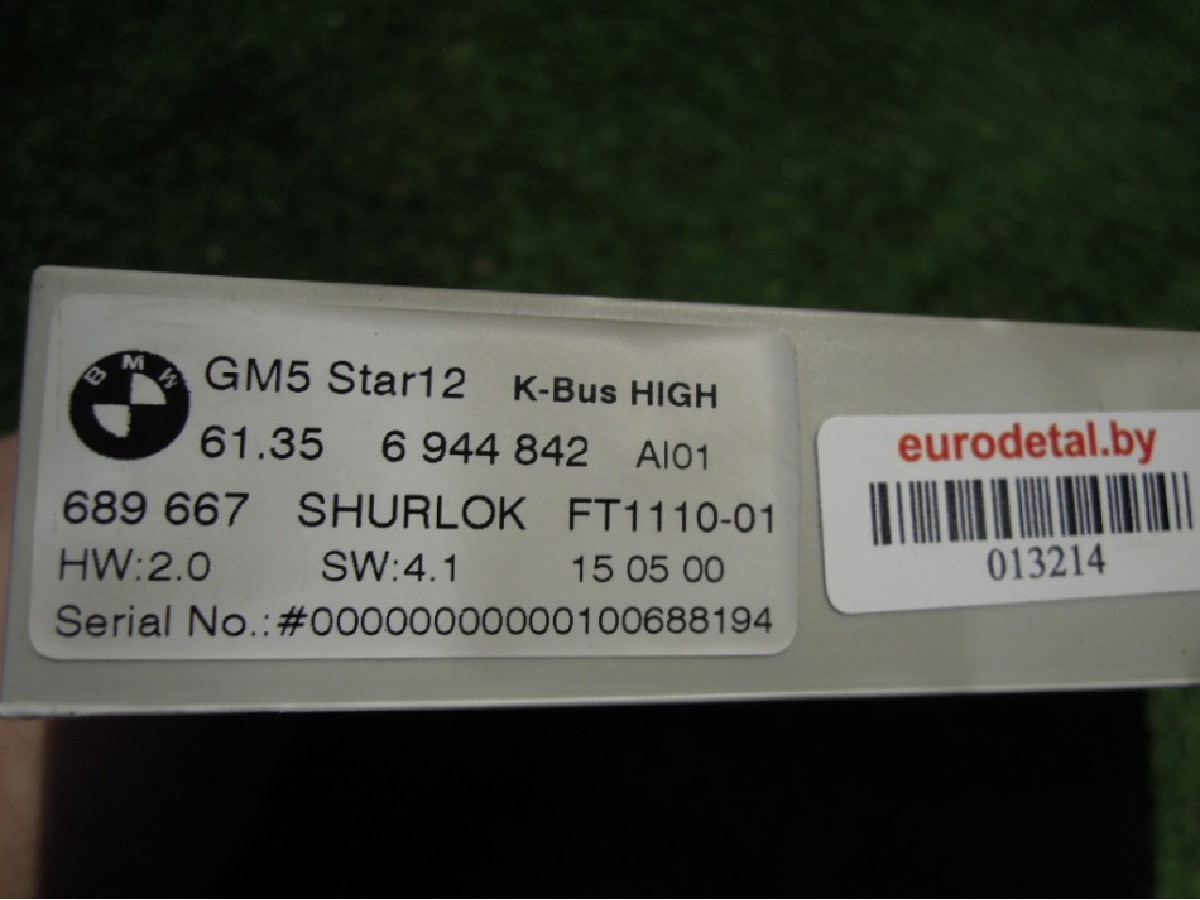 BMW
GM5 Star12 K-Bus HIGH
61.35 6 944 842 AI01
689 667 SHURLOK FT1110-01
HW:2.0 SW:4.1 15 05 00
Serial No.:#00000000000100688194
eurodetal.by
013214